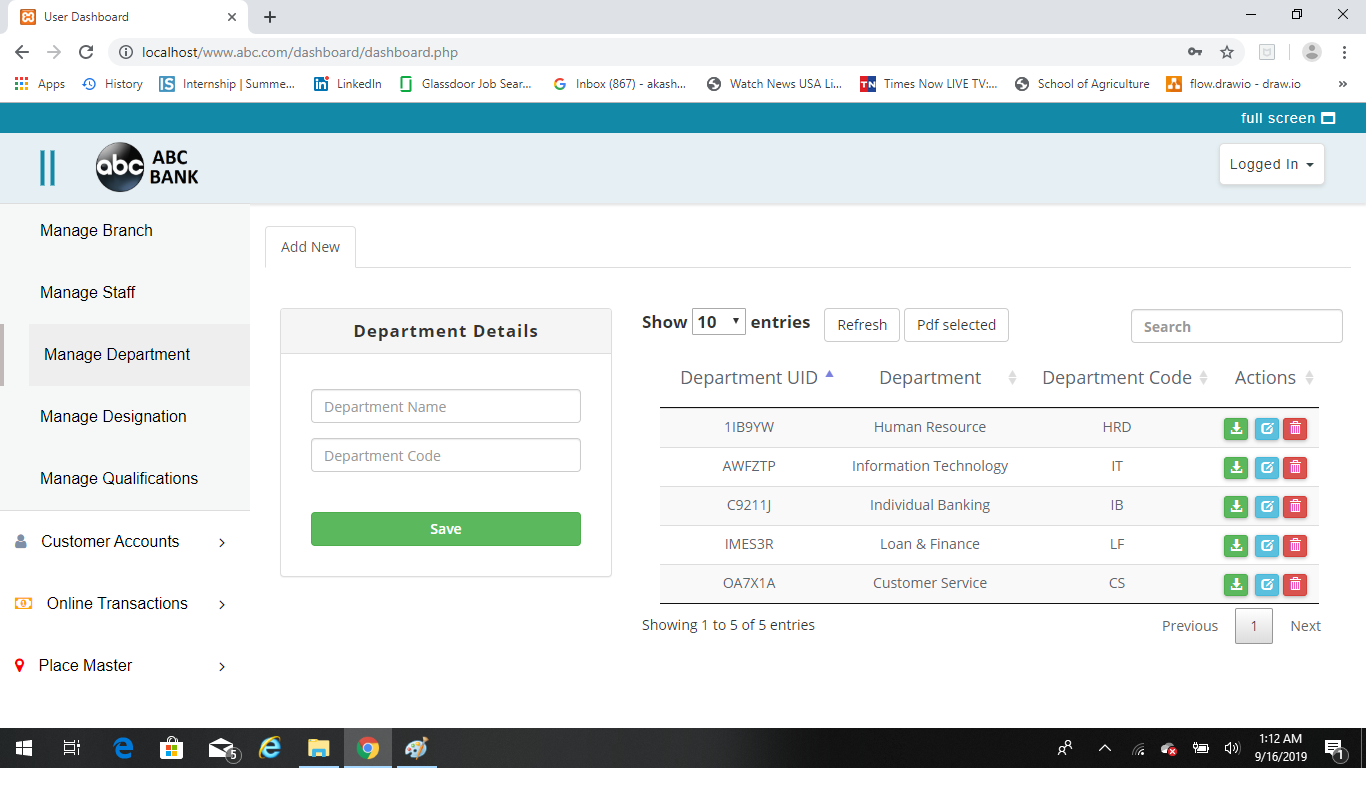 User Dashboard
localhost/www.abc.com/dashboard/dashboard.php
Apps History Internship | Summe... LinkedIn Glassdoor Job Sear... Inbox (867) - akash... Watch News USA Li... Times Now LIVE TV:... School of Agriculture flow.drawio - draw.io »
full screen
abc ABC BANK
Logged In
Manage Branch
Manage Staff
Manage Department
Manage Designation
Manage Qualifications
Customer Accounts
Online Transactions
Place Master
Add New
Department Details
Department Name
Department Code
Save
Show 10 entries Refresh Pdf selected Search
Department UID Department Department Code Actions
1IB9YW Human Resource HRD
AWFZTP Information Technology IT
C9211J Individual Banking IB
IMES3R Loan & Finance LF
OA7X1A Customer Service CS
Showing 1 to 5 of 5 entries Previous 1 Next
5
1:12 AM
9/16/2019
1